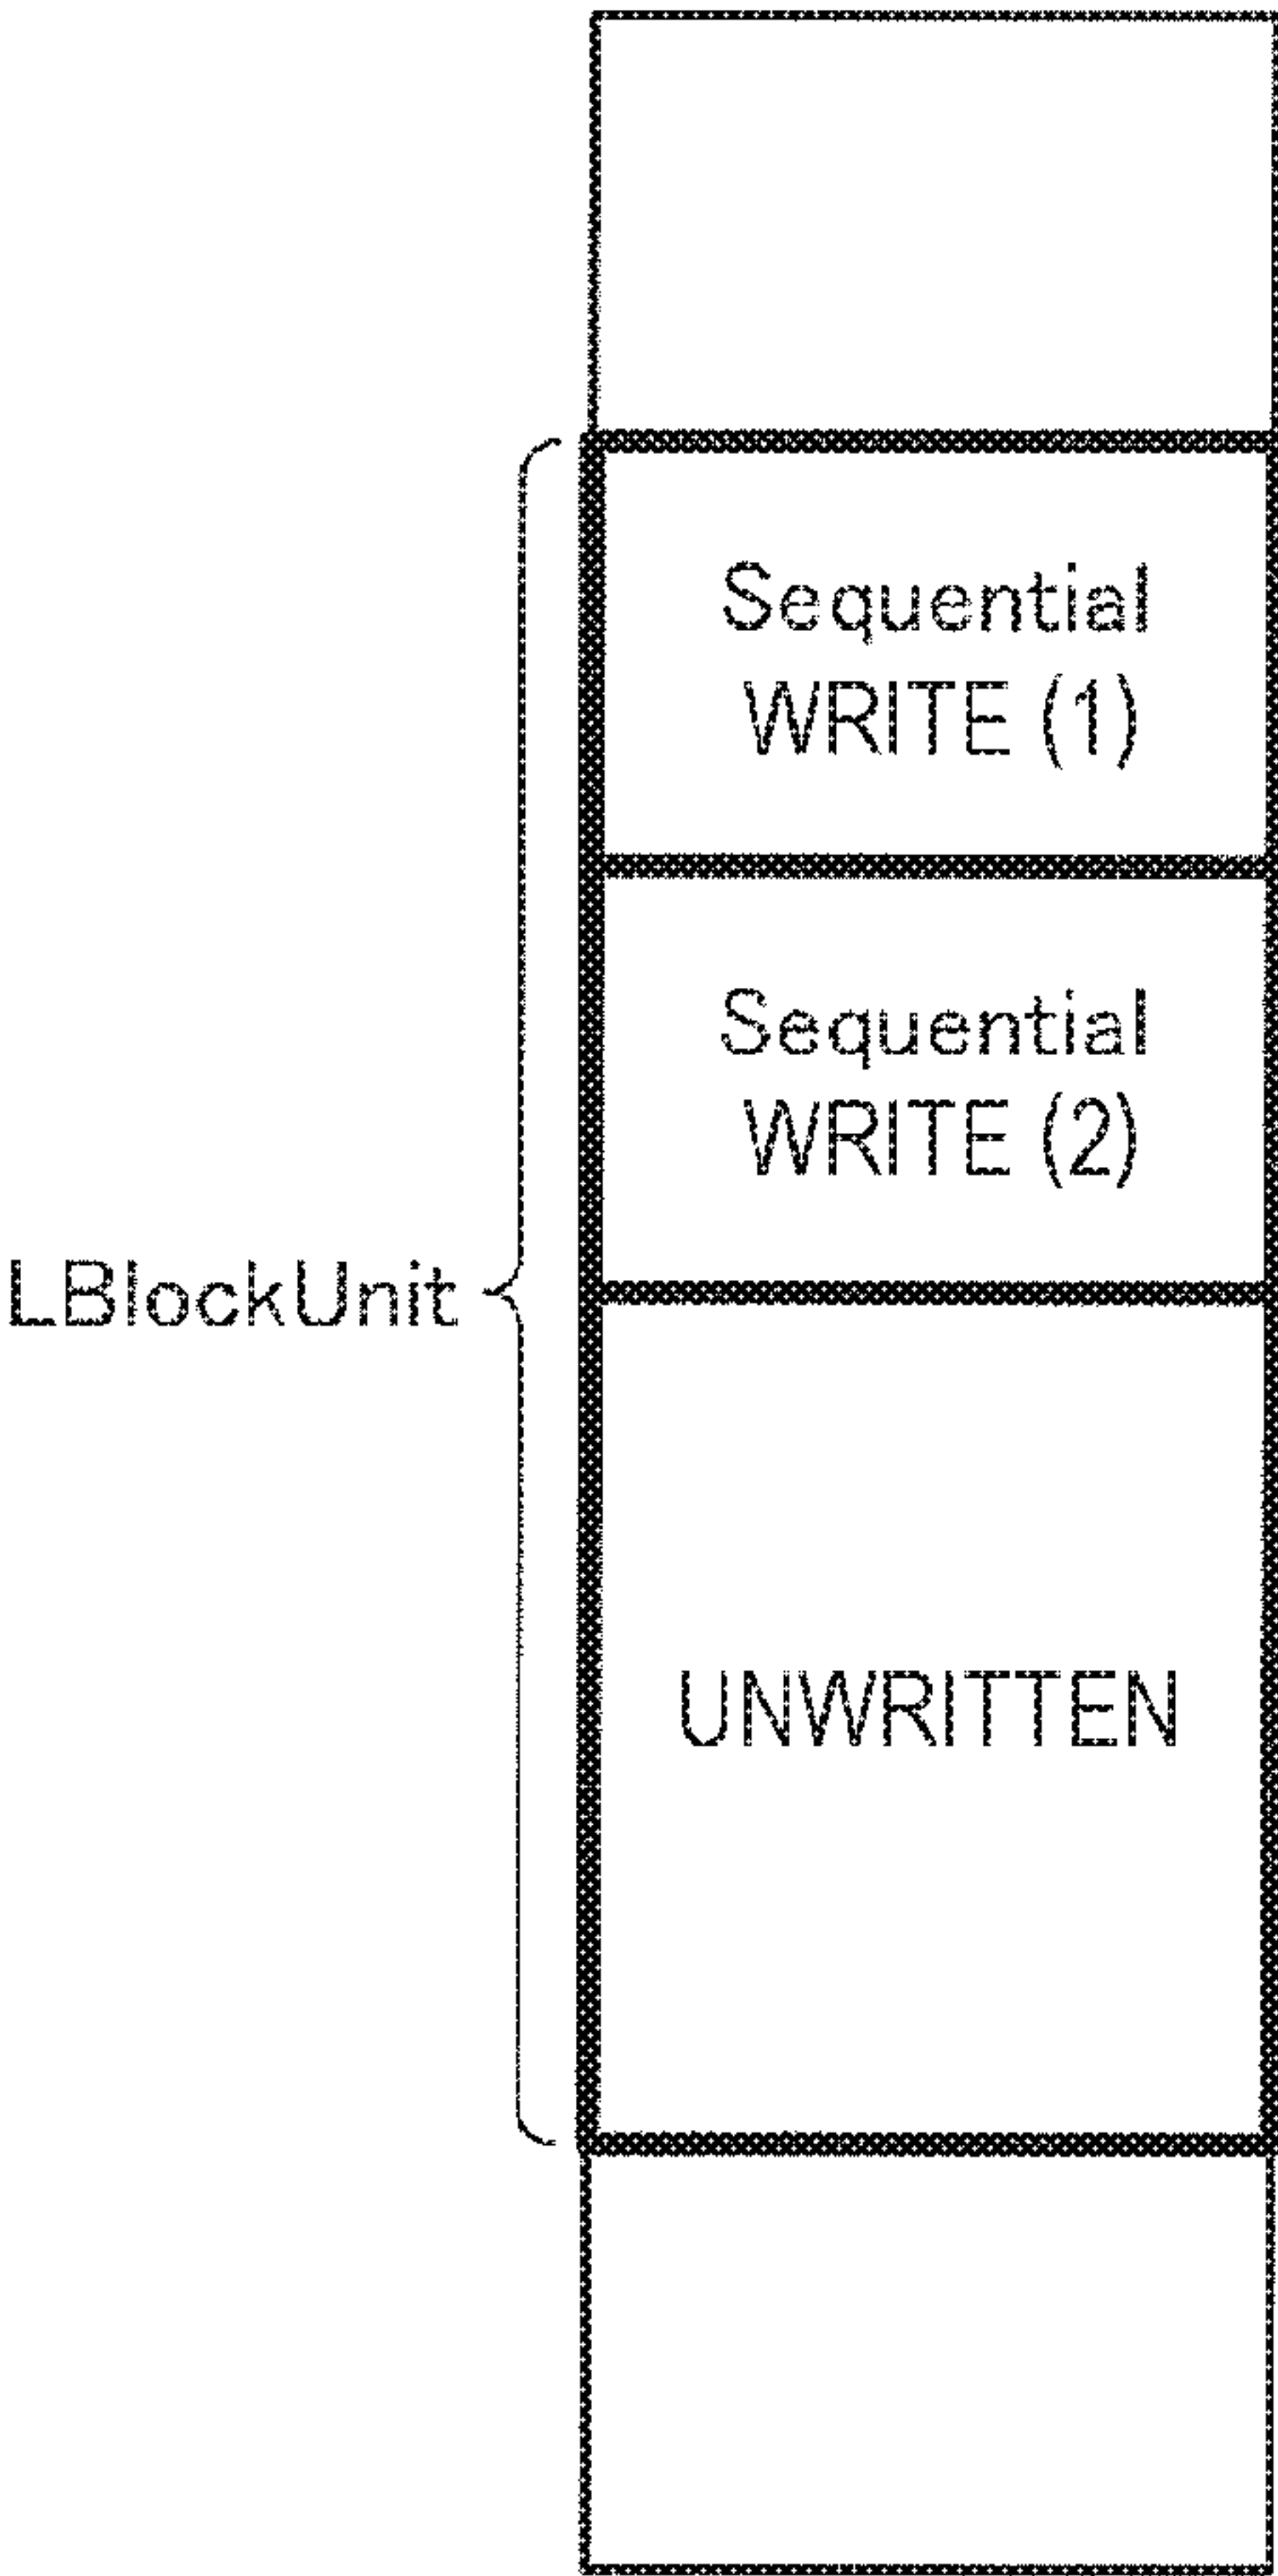 Sequential
WRITE (1)
Sequential
WRITE (2)
LBlockUnit
UNWRITTEN